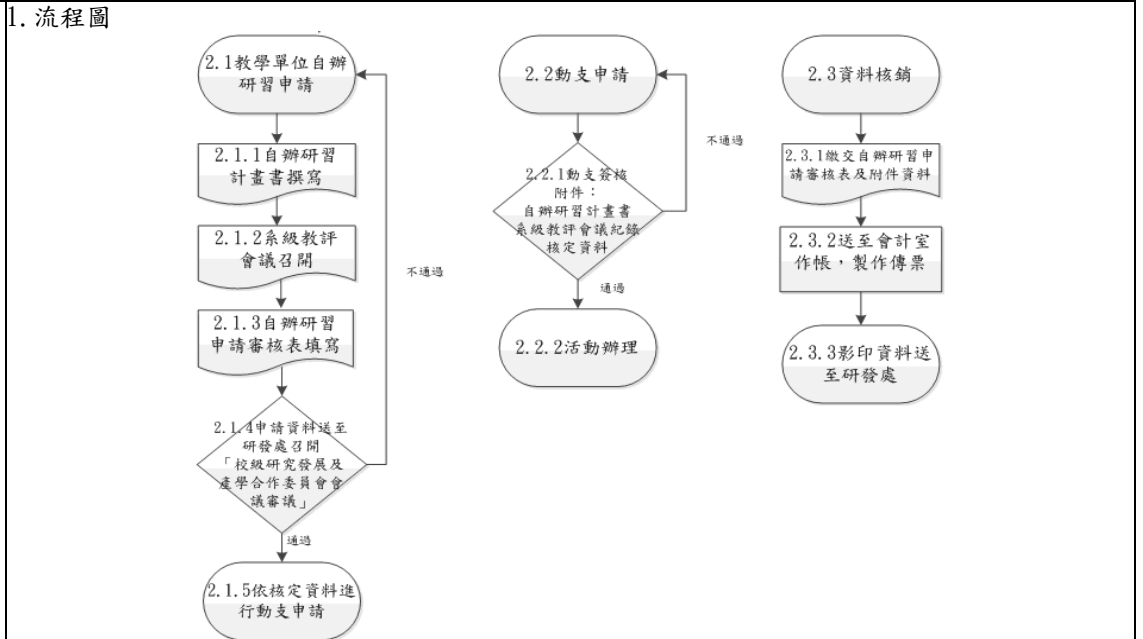 1.流程圖
2.1教學單位自辦
研習申請
2.1.1自辦研習
計畫書撰寫
2.1.2系級教評
會議召開
2.1.3自辦研習
申請審核表填寫
2.1.4申請資料送至
研發處召開
「校級研究發展及
產學合作委員會會
議審議」
不通過
通過
2.1.5依核定資料進
行動支申請
2.2動支申請
2.2.1動支簽核
附件：
自辦研習計畫書
系級教評會議紀錄
核定資料
不通過
通過
2.2.2活動辦理
2.3資料核銷
2.3.1繳交自辦研習申
請審核表及附件資料
2.3.2送至會計室
作帳，製作傳票
2.3.3影印資料送
至研發處